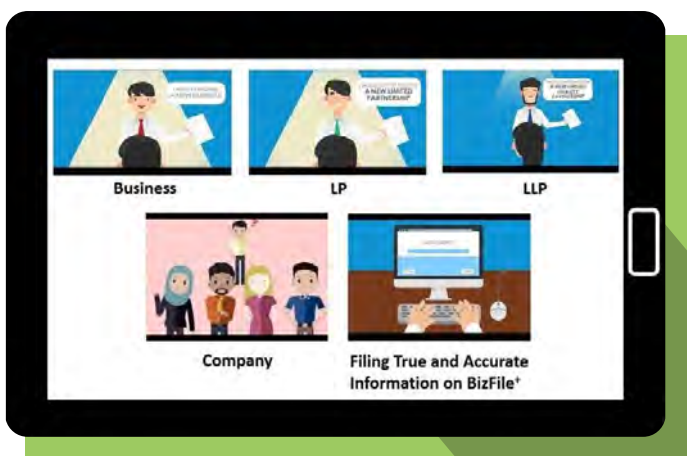 A NEW LIMITED
PARTNERSHIP
Business
LP
LLP
Company
Filing True and Accurate
Information on BizFile⁺